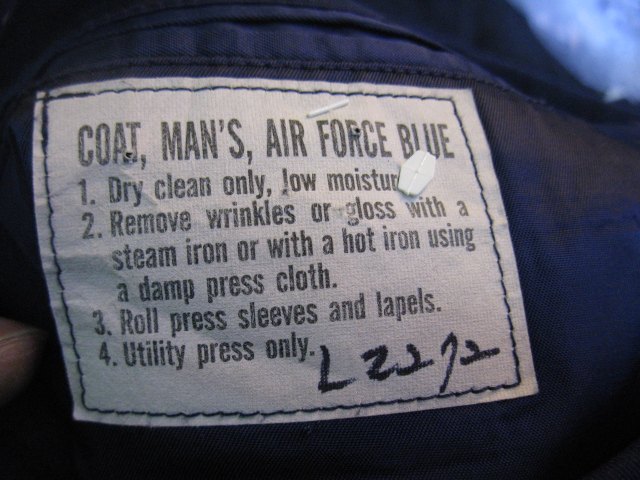 COAT, MAN'S, AIR FORCE BLUE
1. Dry clean only, low moistur
2. Remove wrinkles or gloss with a
steam iron or with a hot iron using
a damp press cloth.
3. Roll press sleeves and lapels.
4. Utility press only.
L2272